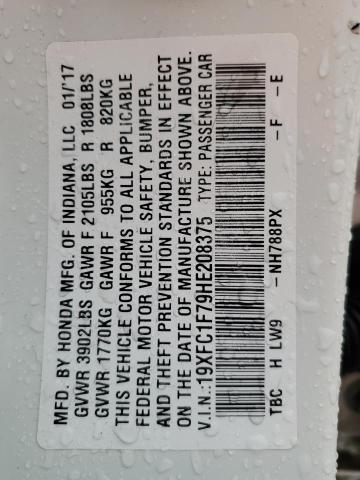 MFD. BY HONDA MFG. OF INDIANA, LLC 01/'17
GVWR 3902LBS GAWR F 2105LBS R 1808LBS
GVWR 1770KG GAWR F 955KG R 820KG
THIS VEHICLE CONFORMS TO ALL APPLICABLE
FEDERAL MOTOR VEHICLE SAFETY, BUMPER,
AND THEFT PREVENTION STANDARDS IN EFFECT
ON THE DATE OF MANUFACTURE SHOWN ABOVE.
V.I.N.:19XFC1F79HE208375 TYPE: PASSENGER CAR
TBC H LW9 -NH788PX -F -E